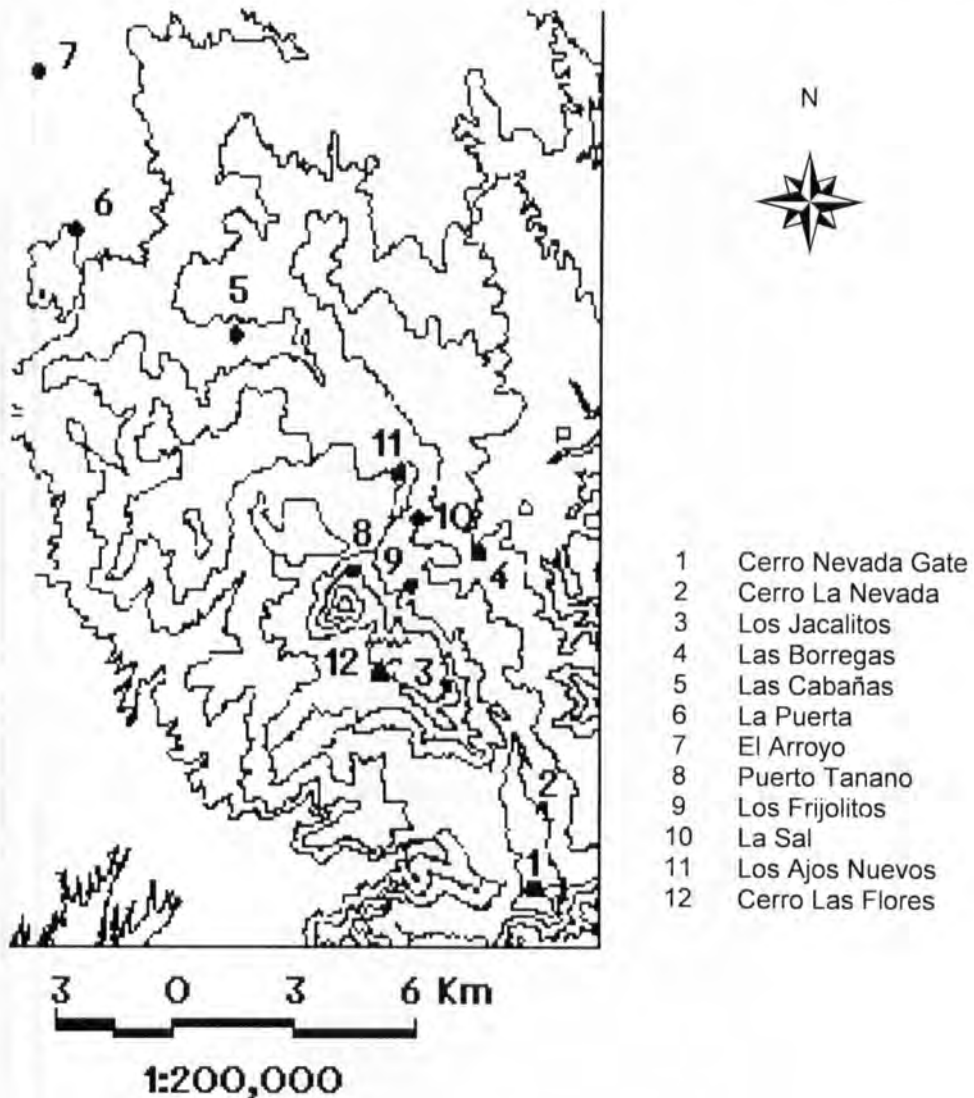 7
N
6
5
11
10
8
9
4
12
3
2
1
1 Cerro Nevada Gate
2 Cerro La Nevada
3 Los Jacalitos
4 Las Borregas
5 Las Cabañas
6 La Puerta
7 El Arroyo
8 Puerto Tanano
9 Los Frijolitos
10 La Sal
11 Los Ajos Nuevos
12 Cerro Las Flores
3 0 3 6 Km
1:200,000